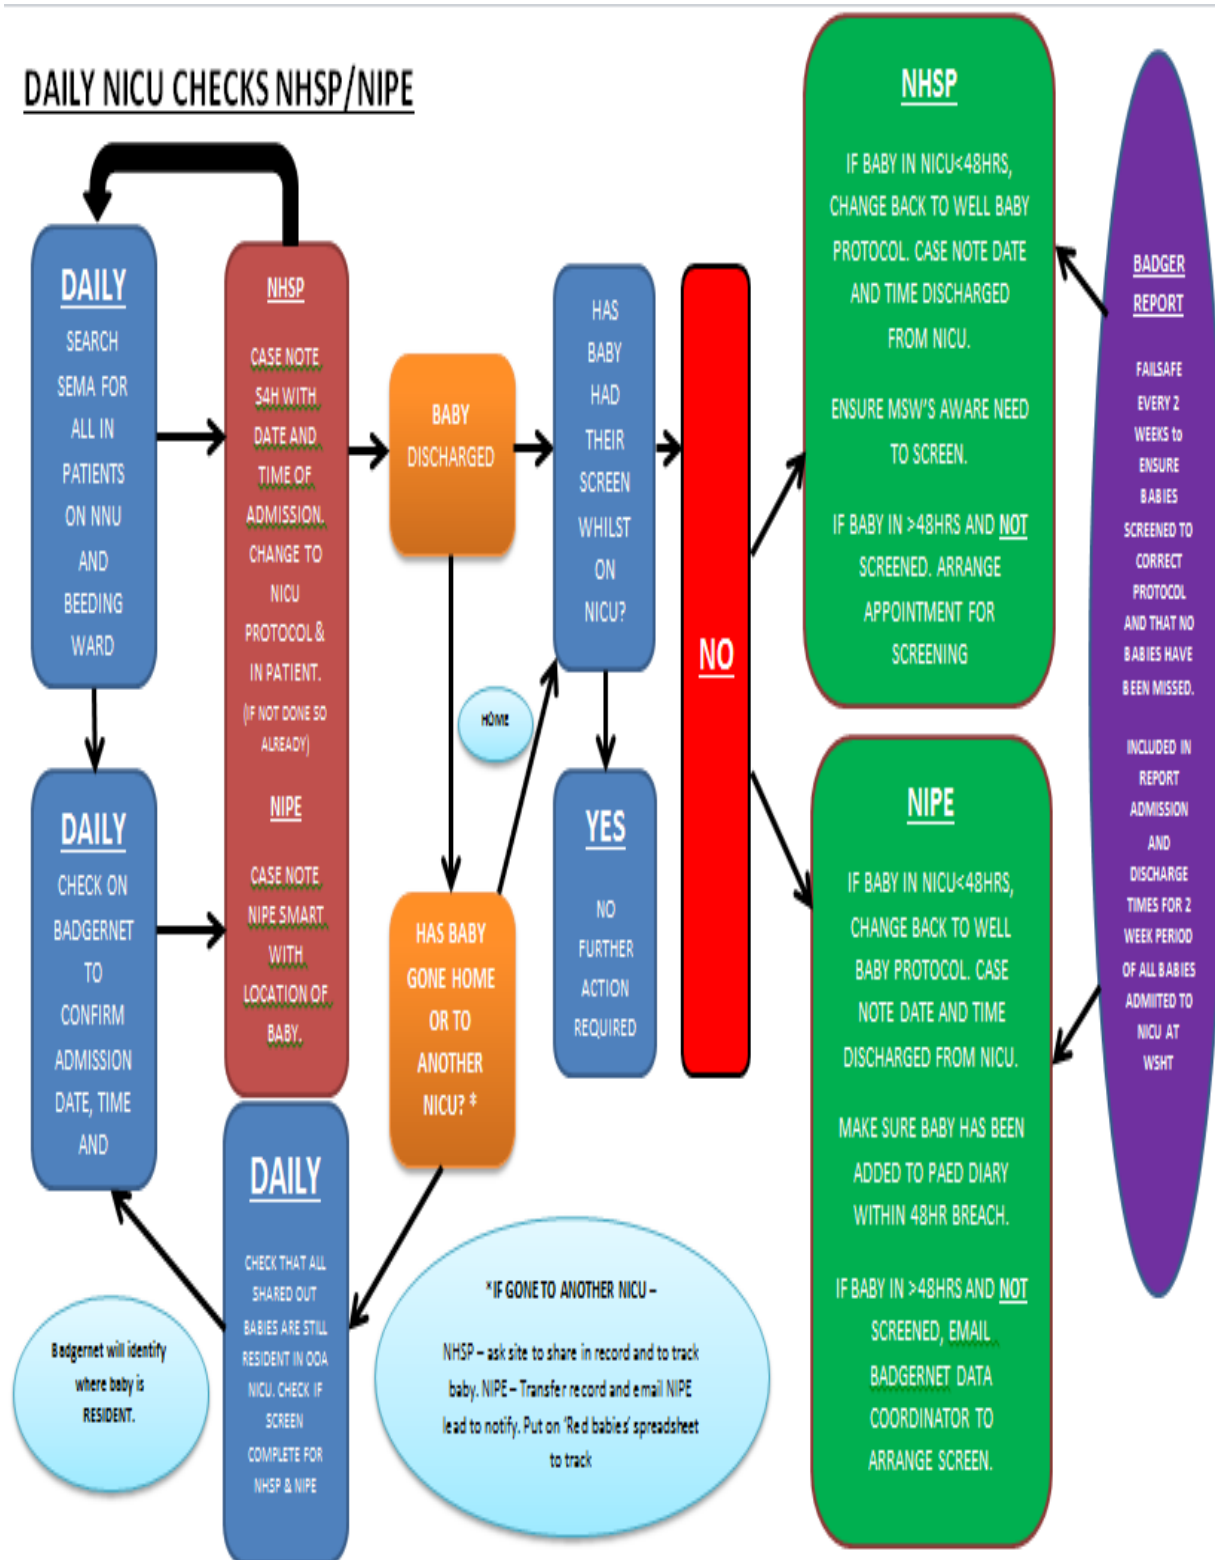 DAILY NICU CHECKS NHSP/NIPE
DAILY
SEARCH
SEMA FOR
ALL IN
PATIENTS
ON NNU
AND
BEEDING
WARD
DAILY
CHECK ON
BADGERNET
TO
CONFIRM
ADMISSION
DATE, TIME
AND
Badgernet will identify
where baby is
RESIDENT.
NHSP
CASE NOTE
S4H WITH
DATE AND
TIME OF
ADMISSION.
CHANGE TO
NICU
PROTOCOL &
IN PATIENT.
(IF NOT DONE SO
ALREADY)
NIPE
CASE NOTE
NIPE SMART
WITH
LOCATION OF
BABY.
DAILY
CHECK THAT ALL
SHARED OUT
BABIES ARE STILL
RESIDENT IN OOA
NICU. CHECK IF
SCREEN
COMPLETE FOR
NHSP & NIPE
BABY
DISCHARGED
HOME
HAS BABY
GONE HOME
OR TO
ANOTHER
NICU? *
*IF GONE TO ANOTHER NICU –
NHSP – ask site to share in record and to track
baby. NIPE – Transfer record and email NIPE
lead to notify. Put on 'Red babies' spreadsheet
to track
HAS
BABY
HAD
THEIR
SCREEN
WHILST
ON
NICU?
YES
NO
FURTHER
ACTION
REQUIRED
NO
NHSP
IF BABY IN NICU<48HRS,
CHANGE BACK TO WELL BABY
PROTOCOL. CASE NOTE DATE
AND TIME DISCHARGED
FROM NICU.
ENSURE MSW'S AWARE NEED
TO SCREEN.
IF BABY IN >48HRS AND NOT
SCREENED. ARRANGE
APPOINTMENT FOR
SCREENING
NIPE
IF BABY IN NICU<48HRS,
CHANGE BACK TO WELL
BABY PROTOCOL. CASE
NOTE DATE AND TIME
DISCHARGED FROM NICU.
MAKE SURE BABY HAS BEEN
ADDED TO PAED DIARY
WITHIN 48HR BREACH.
IF BABY IN >48HRS AND NOT
SCREENED, EMAIL
BADGERNET DATA
COORDINATOR TO
ARRANGE SCREEN.
BADGER
REPORT
FAILSAFE
EVERY 2
WEEKS to
ENSURE
BABIES
SCREENED TO
CORRECT
PROTOCOL
AND THAT NO
BABIES HAVE
BEEN MISSED.
INCLUDED IN
REPORT
ADMISSION
AND
DISCHARGE
TIMES FOR 2
WEEK PERIOD
OF ALL BABIES
ADMIITED TO
NICU AT
WSHT